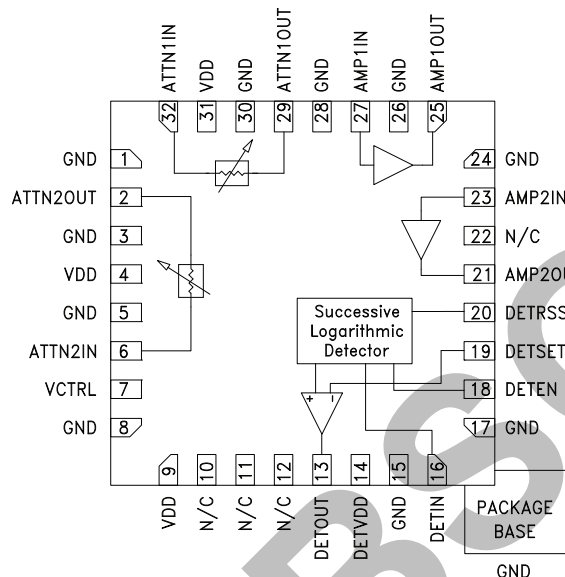 ATTN1IN
VDD
GND
ATTN1OUT
GND
AMP1IN
GND
AMP1OUT
32
31
30
29
28
27
26
25
GND 1
24 GND
ATTN2OUT 2
23 AMP2IN
GND 3
22 N/C
VDD 4
21 AMP2OU
GND 5
20 DETRSS
ATTN2IN 6
19 DETSET
VCTRL 7
18 DETEN
GND 8
17 GND
Successive
Logarithmic
Detector
+ −
9
10
11
12
13
14
15
16
VDD
N/C
N/C
N/C
DETOUT
DETVDD
GND
DETIN
PACKAGE
BASE
GND